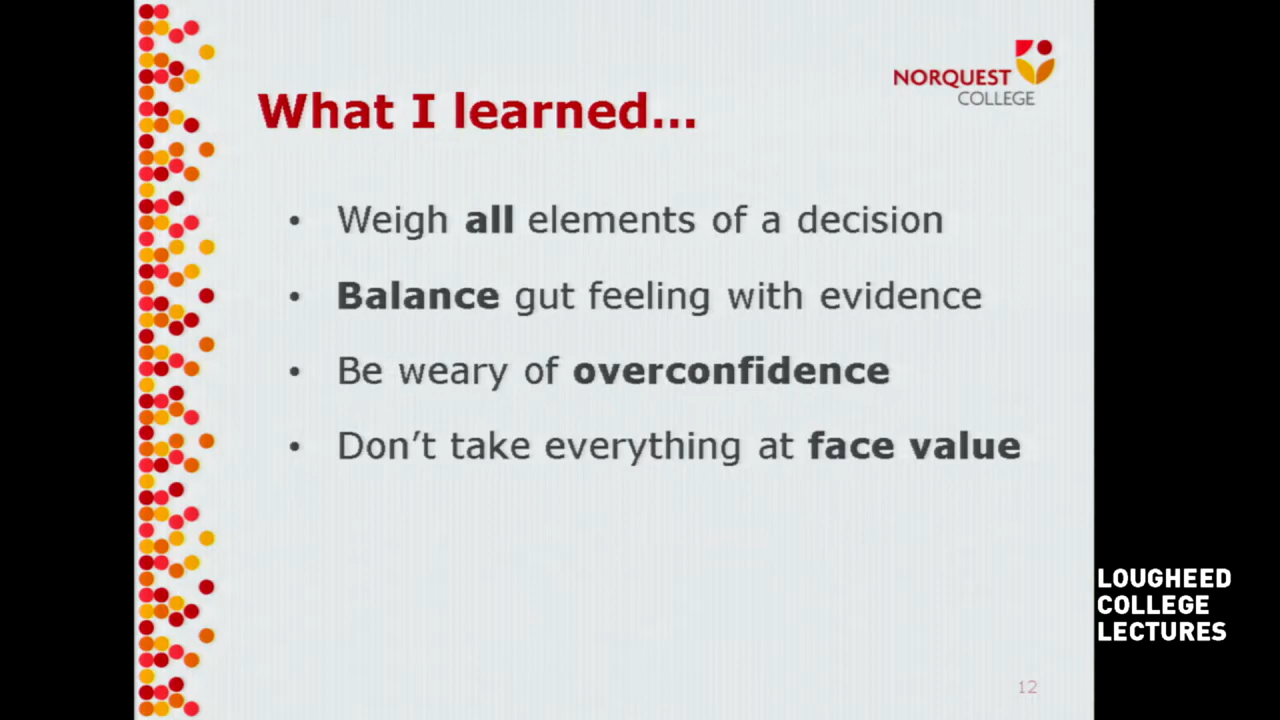 NORQUEST
COLLEGE
What I learned...
• Weigh all elements of a decision
• Balance gut feeling with evidence
• Be weary of overconfidence
• Don’t take everything at face value
LOUGHEED
COLLEGE
LECTURES
12